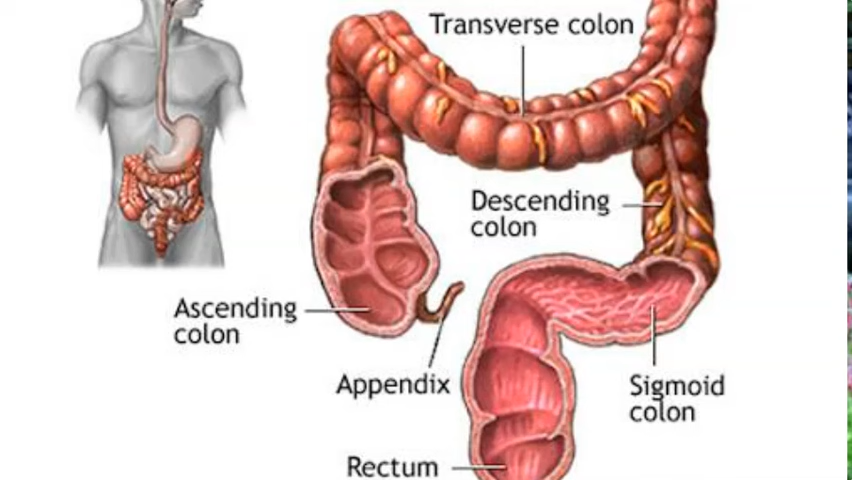 Transverse colon
Descending
colon
Ascending
colon
Appendix
Sigmoid
colon
Rectum